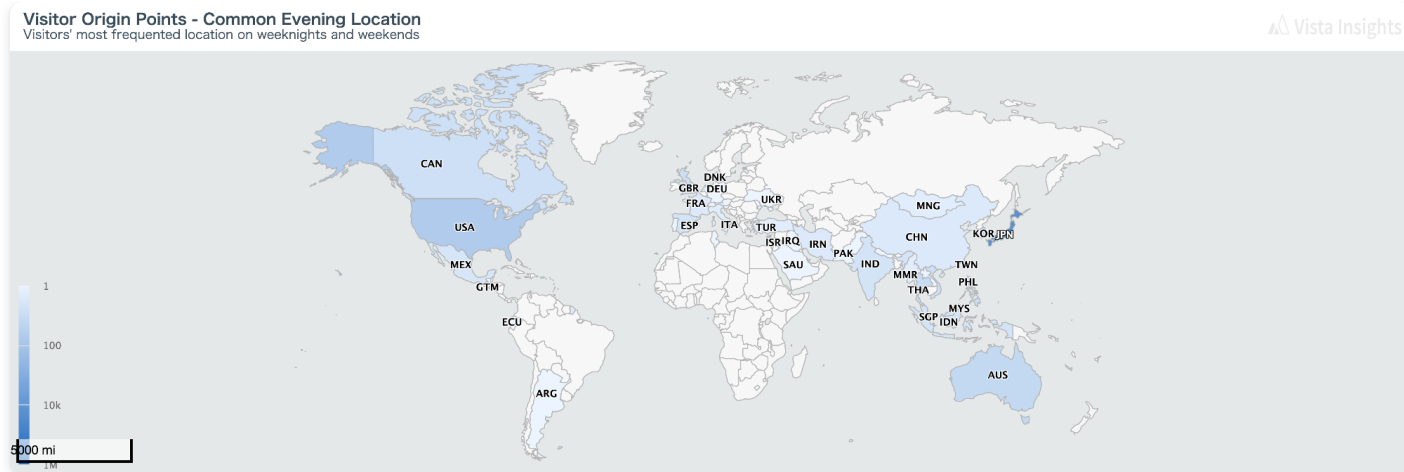 Visitor Origin Points - Common Evening Location
Visitors' most frequented location on weeknights and weekends
Vista Insights
CAN
DNK
GBR
DEU
UKR
FRA
MNG
USA
ESP
ITA
TUR
KOR
JPN
CHN
ISR
IRQ
IRN
PAK
MEX
SAU
IND
TWN
MMR
PHL
GTM
THA
1
MYS
SGP
IDN
ECU
100
AUS
ARG
10k
5000 mi
1M